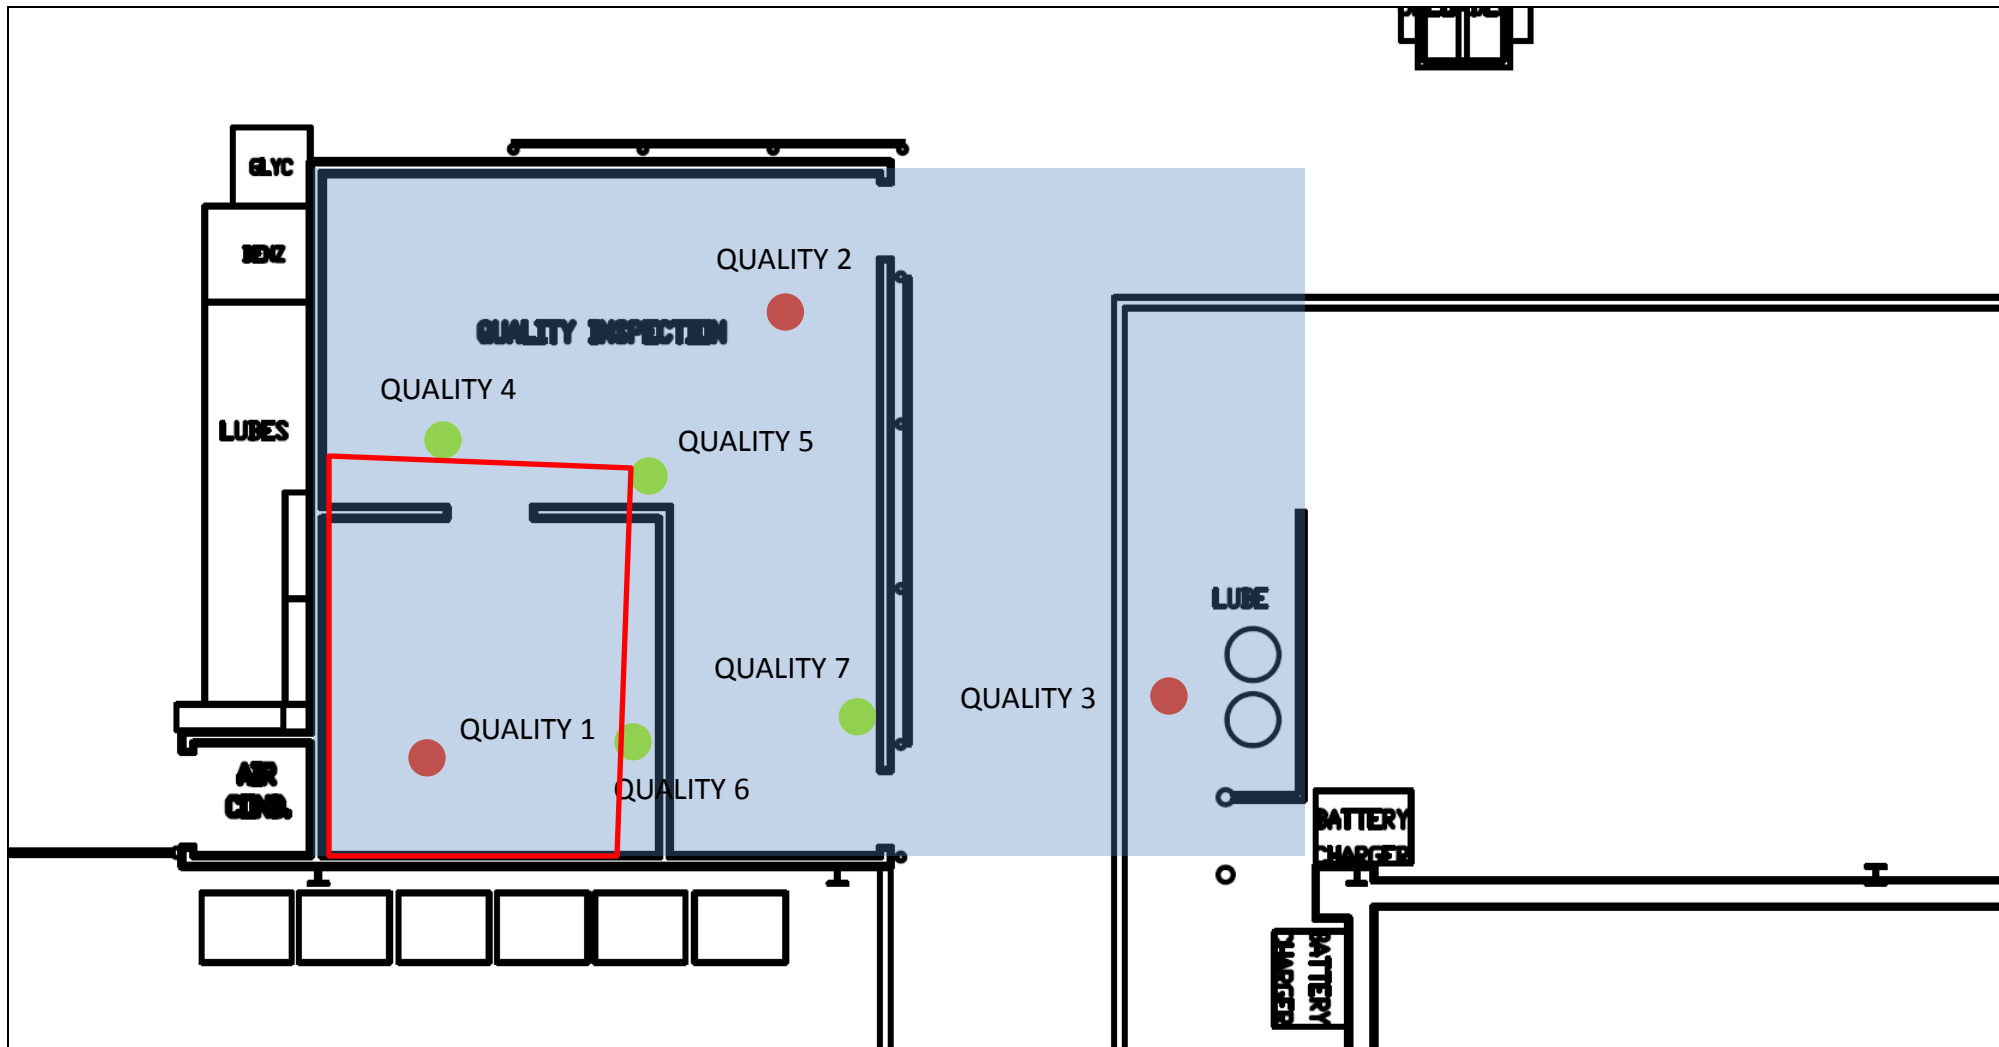 GLYC
BENZ
QUALITY 2
QUALITY INSPECTION
QUALITY 4
LUBES
QUALITY 5
LUBE
QUALITY 7
QUALITY 3
QUALITY 1
AIR
COND.
QUALITY 6
BATTERY
CHARGER
BATTERY
CHARGER